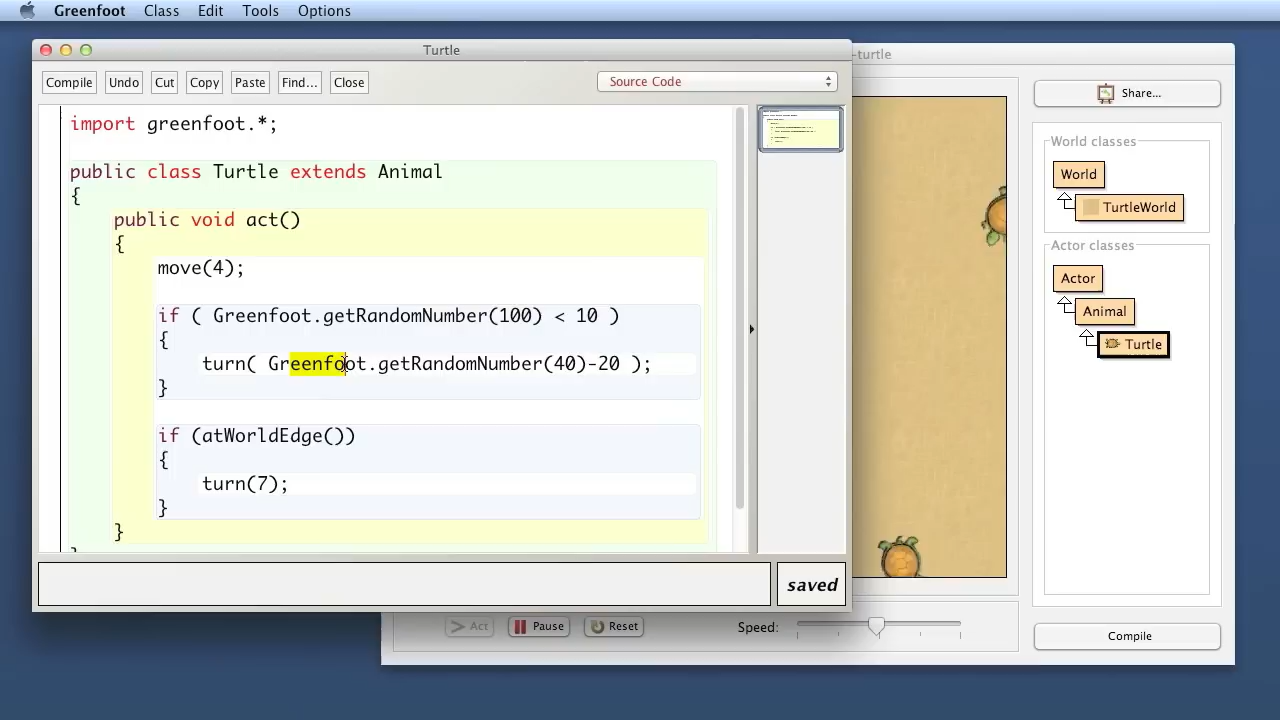 Greenfoot Class Edit Tools Options
Turtle
-turtle
Compile Undo Cut Copy Paste Find... Close Source Code
Share...
import greenfoot.*;
public class Turtle extends Animal
{
public void act()
{
move(4);
if ( Greenfoot.getRandomNumber(100) < 10 )
{
turn( Greenfoot.getRandomNumber(40)-20 );
}
if (atWorldEdge())
{
turn(7);
}
}
saved
World classes
World
TurtleWorld
Actor classes
Actor
Animal
Turtle
> Act Pause Reset Speed:
Compile